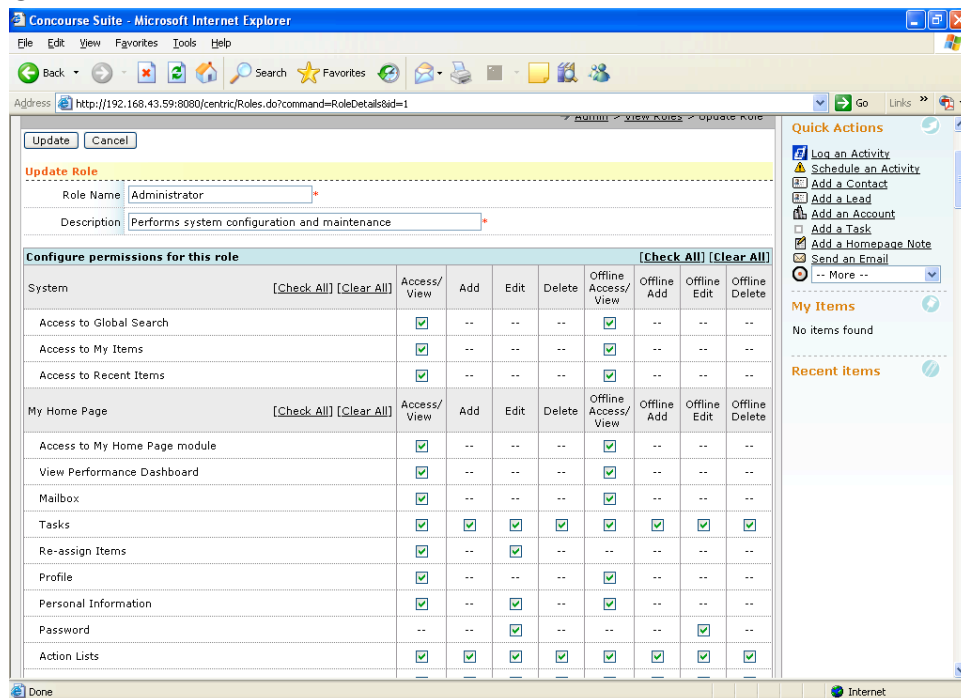 Concourse Suite - Microsoft Internet Explorer
File Edit View Favorites Tools Help
Back Search Favorites
Address http://192.168.43.59:8080/centric/Roles.do?command=RoleDetails&id=1 Go Links »
Admin > View Roles > Update Role
Update Cancel
Update Role
Role Name Administrator *
Description Performs system configuration and maintenance *
Configure permissions for this role [Check All] [Clear All]
System [Check All] [Clear All] Access/View Add Edit Delete Offline Access/View Offline Add Offline Edit Offline Delete
Access to Global Search -- -- -- -- -- --
Access to My Items -- -- -- -- -- --
Access to Recent Items -- -- -- -- -- --
My Home Page [Check All] [Clear All] Access/View Add Edit Delete Offline Access/View Offline Add Offline Edit Offline Delete
Access to My Home Page module -- -- -- -- -- --
View Performance Dashboard -- -- -- -- -- --
Mailbox -- -- -- -- -- --
Tasks
Re-assign Items -- -- -- -- -- --
Profile -- -- -- -- -- --
Personal Information -- -- -- -- --
Password -- -- -- -- -- --
Action Lists
Quick Actions
Log an Activity
Schedule an Activity
Add a Contact
Add a Lead
Add an Account
Add a Task
Add a Homepage Note
Send an Email
-- More --
My Items
No items found
Recent items
Done Internet